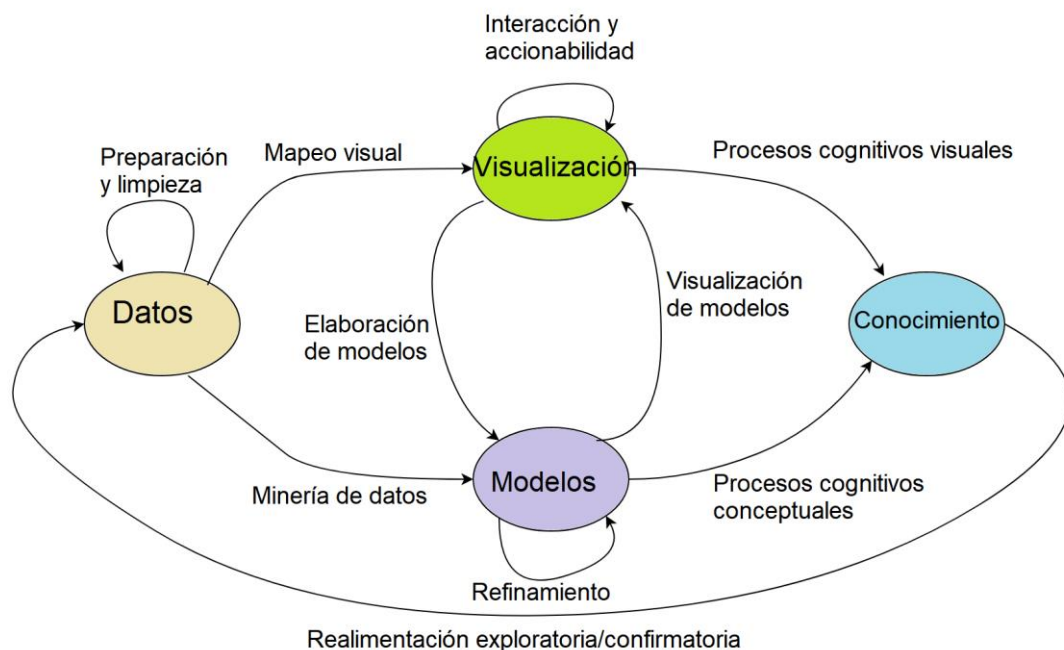 Interacción y
accionabilidad
Preparación
y limpieza
Mapeo visual
Visualización
Procesos cognitivos visuales
Datos
Elaboración
de modelos
Visualización
de modelos
Conocimiento
Minería de datos
Modelos
Procesos cognitivos
conceptuales
Refinamiento
Realimentación exploratoria/confirmatoria